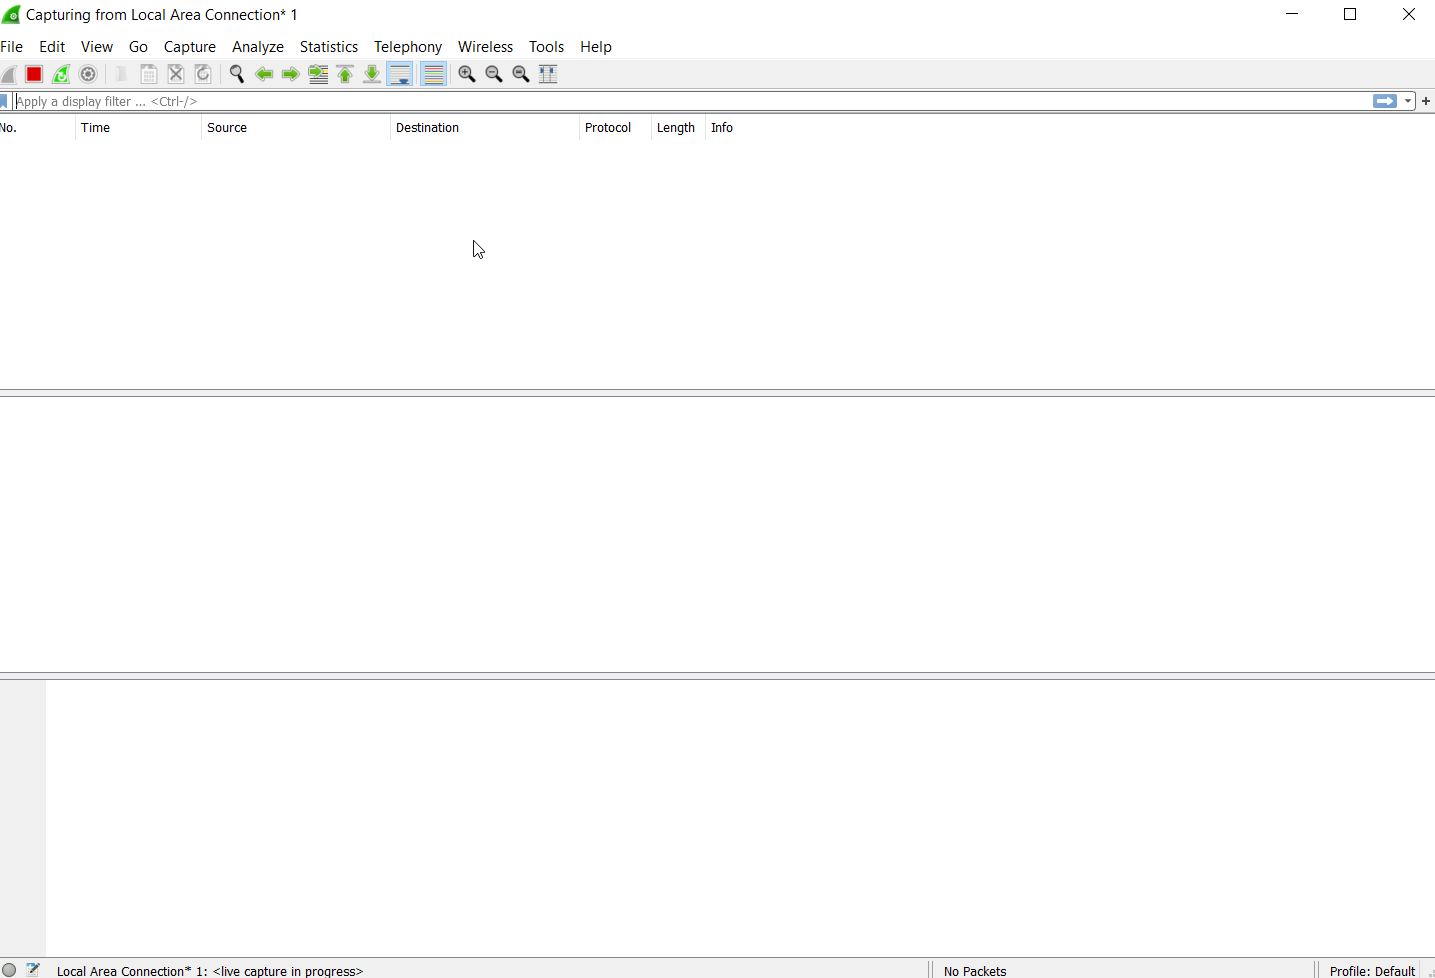 Capturing from Local Area Connection* 1
File Edit View Go Capture Analyze Statistics Telephony Wireless Tools Help
Apply a display filter ... <Ctrl-/>
No. Time Source Destination Protocol Length Info
Local Area Connection* 1: <live capture in progress> No Packets Profile: Default